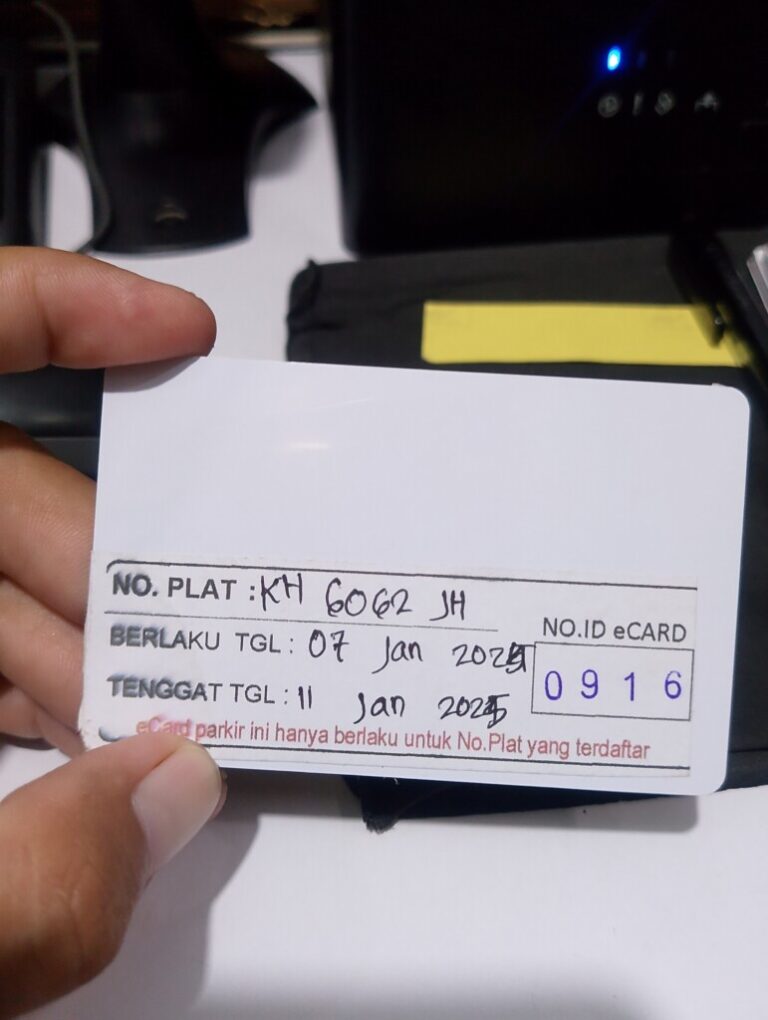 NO. PLAT : KH 6062 JH
BERLAKU TGL : 07 Jan 2025
NO.ID eCARD
TENGGAT TGL : 11 Jan 2025
0916
eCard parkir ini hanya berlaku untuk No.Plat yang terdaftar